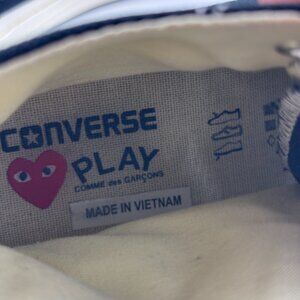 CONVERSE
PLAY
COMME des GARÇONS
MADE IN VIETNAM